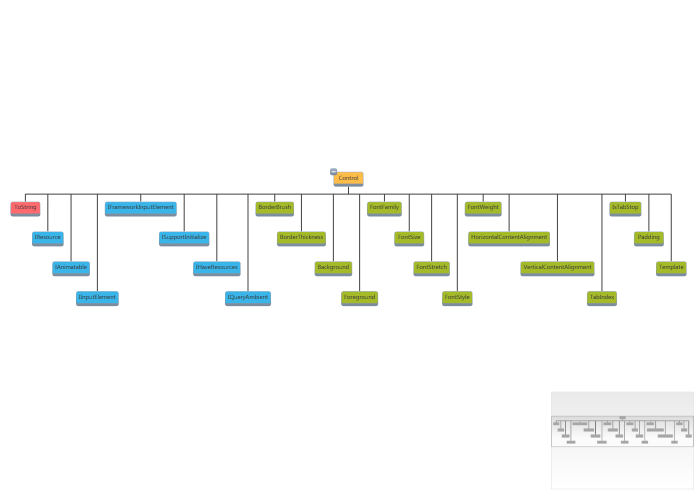 Control
ToString
IFrameworkInputElement
BorderBrush
FontFamily
FontWeight
IsTabStop
IResource
ISupportInitialize
BorderThickness
FontSize
HorizontalContentAlignment
Padding
IAnimatable
IHaveResources
Background
FontStretch
VerticalContentAlignment
Template
IInputElement
IQueryAmbient
Foreground
FontStyle
TabIndex